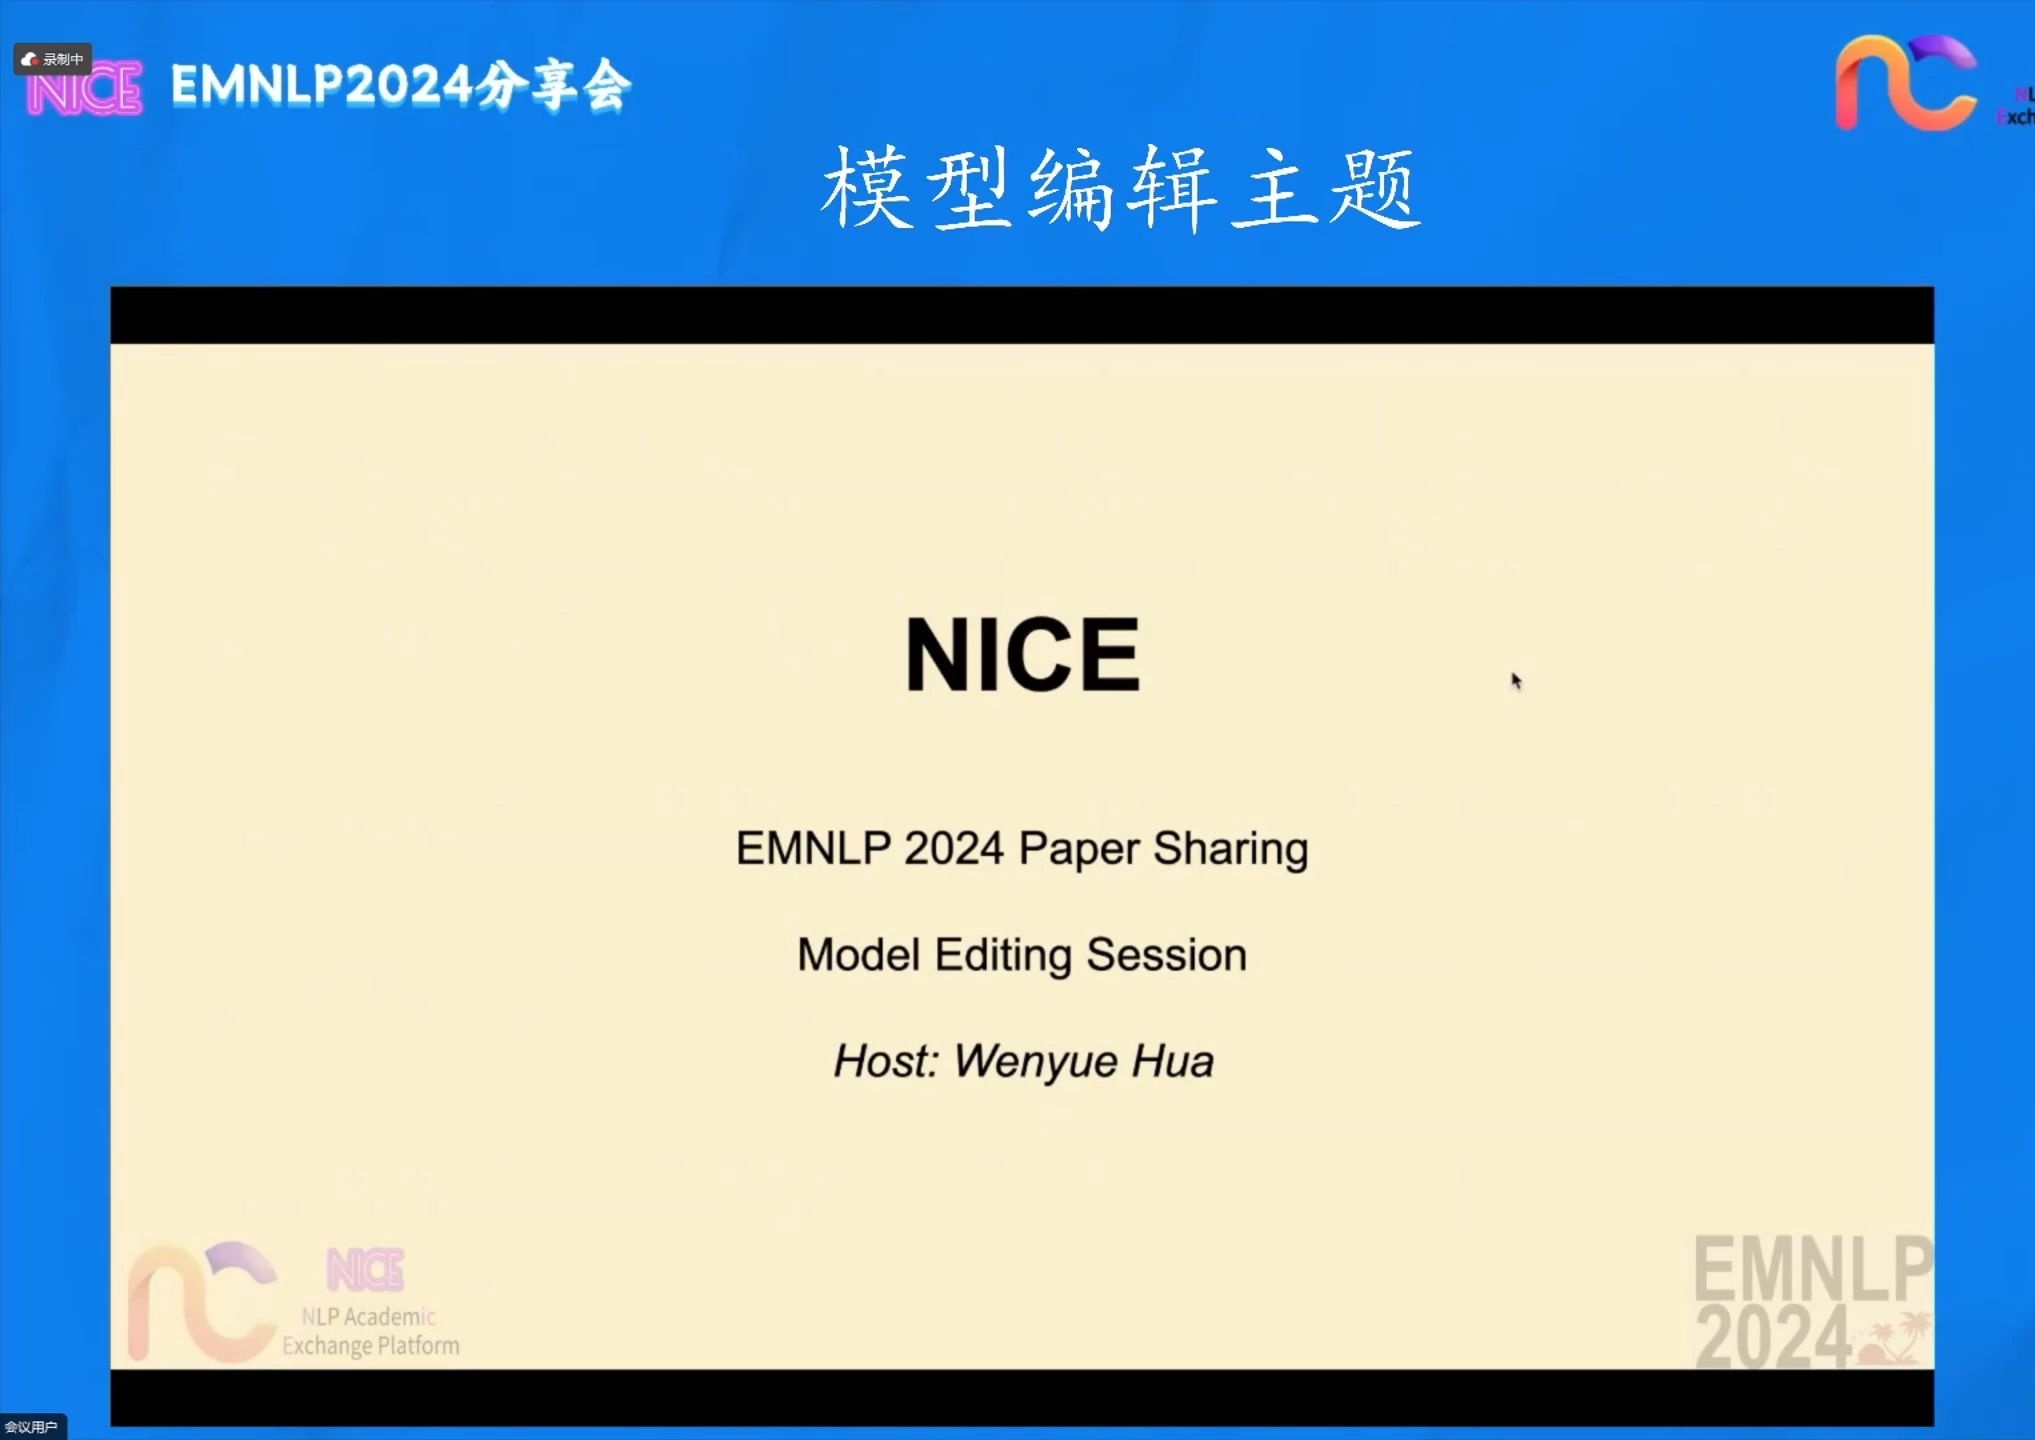 录制中
NICE EMNLP2024分享会
模型编辑主题
NICE
EMNLP 2024 Paper Sharing
Model Editing Session
Host: Wenyue Hua
NICE
NLP Academic
Exchange Platform
EMNLP
2024
会议用户